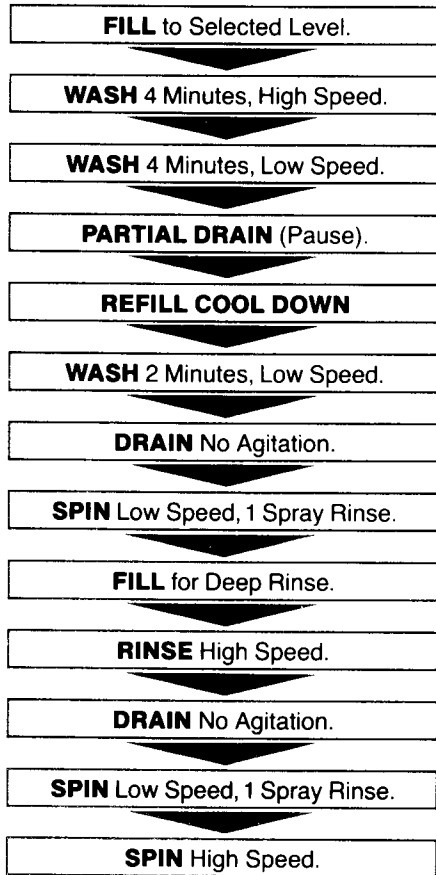 FILL to Selected Level.
WASH 4 Minutes, High Speed.
WASH 4 Minutes, Low Speed.
PARTIAL DRAIN (Pause).
REFILL COOL DOWN
WASH 2 Minutes, Low Speed.
DRAIN No Agitation.
SPIN Low Speed, 1 Spray Rinse.
FILL for Deep Rinse.
RINSE High Speed.
DRAIN No Agitation.
SPIN Low Speed, 1 Spray Rinse.
SPIN High Speed.